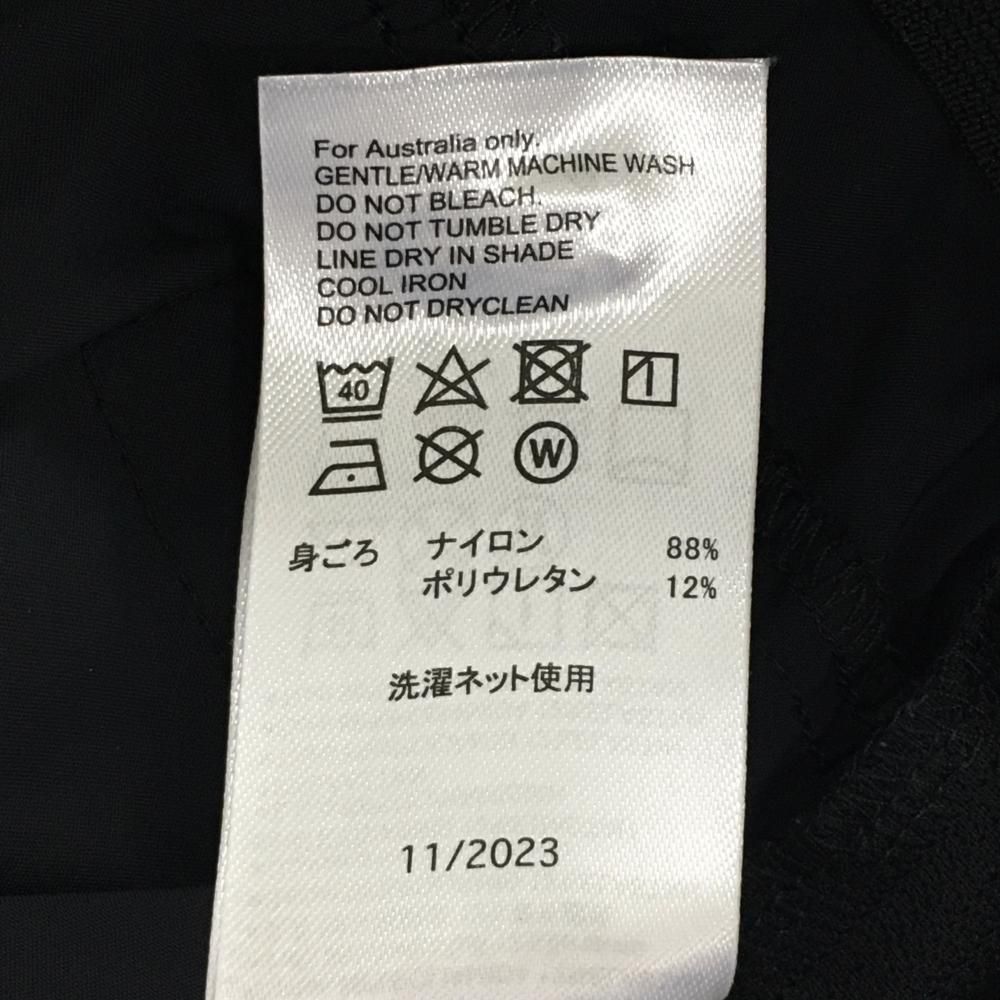 For Australia only.
GENTLE/WARM MACHINE WASH
DO NOT BLEACH.
DO NOT TUMBLE DRY
LINE DRY IN SHADE
COOL IRON
DO NOT DRYCLEAN
40
W
身ごろ ナイロン 88%
ポリウレタン 12%
洗濯ネット使用
11/2023